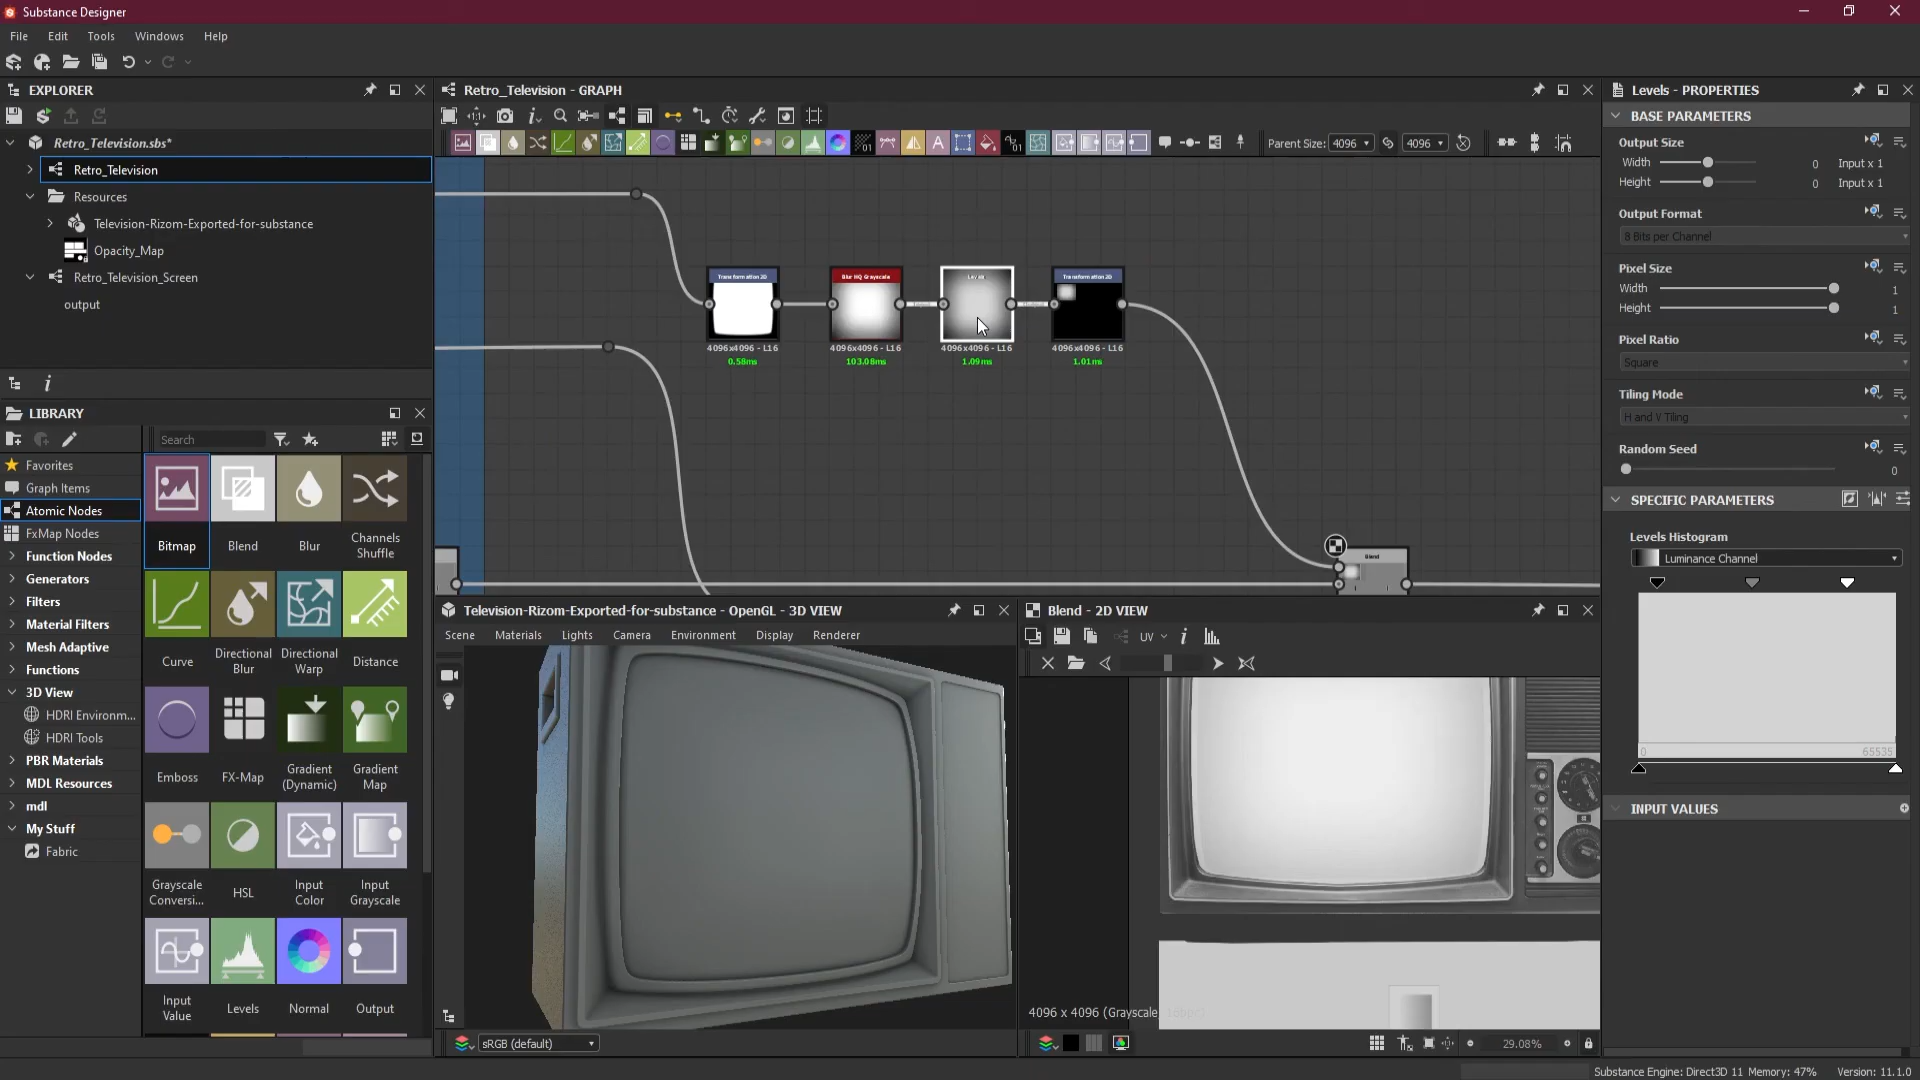 Substance Designer
File Edit Tools Windows Help
EXPLORER
Retro_Television.sbs*
Retro_Television
Resources
Television-Rizom-Exported-for-substance
Opacity_Map
Retro_Television_Screen
output
LIBRARY
Search
Favorites
Graph Items
Atomic Nodes
FxMap Nodes
Function Nodes
Generators
Filters
Material Filters
Mesh Adaptive
Functions
3D View
HDRI Environm...
HDRI Tools
PBR Materials
MDL Resources
mdl
My Stuff
Fabric
Bitmap
Blend
Blur
Channels Shuffle
Curve
Directional Blur
Directional Warp
Distance
Emboss
FX-Map
Gradient (Dynamic)
Gradient Map
Grayscale Conversi...
HSL
Input Color
Input Grayscale
Input Value
Levels
Normal
Output
Retro_Television - GRAPH
Parent Size: 4096 4096
Transformation 2D
Blur HQ Grayscale
Levels
Transformation 2D
4096x4096 - L16
0.58ms
4096x4096 - L16
103.08ms
4096x4096 - L16
1.09ms
4096x4096 - L16
1.01ms
Blend
Television-Rizom-Exported-for-substance - OpenGL - 3D VIEW
Scene Materials Lights Camera Environment Display Renderer
sRGB (default)
Blend - 2D VIEW
UV
4096 x 4096 (Grayscale
29.08%
Levels - PROPERTIES
BASE PARAMETERS
Output Size
Width 0 Input x 1
Height 0 Input x 1
Output Format
8 Bits per Channel
Pixel Size
Width 1
Height 1
Pixel Ratio
Square
Tiling Mode
H and V Tiling
Random Seed
0
SPECIFIC PARAMETERS
Levels Histogram
Luminance Channel
0 65535
INPUT VALUES
Substance Engine: Direct3D 11 Memory: 47% Version: 11.1.0